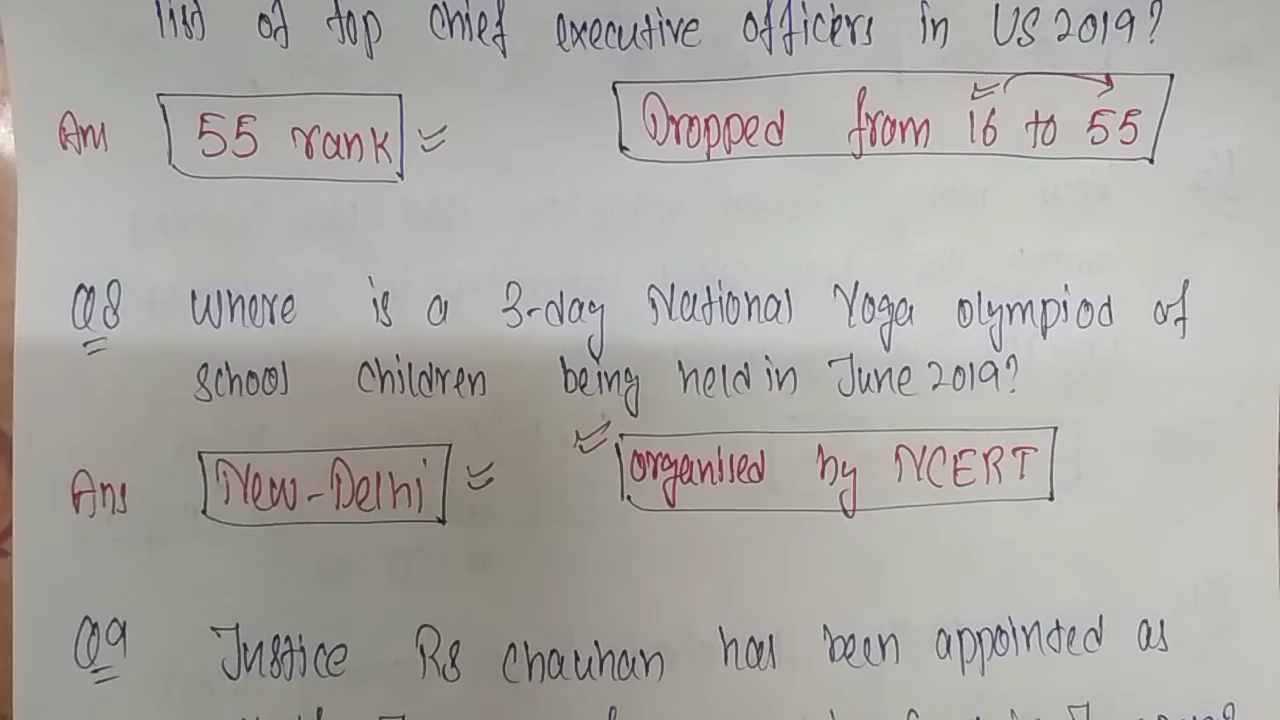 list of top chief executive officers in US 2019?
Ans 55 rank Dropped from 16 to 55
Q8 Where is a 3-day National Yoga olympiad of
school children being held in June 2019?
Ans New-Delhi organised by NCERT
Q9 Justice RS chauhan has been appointed as